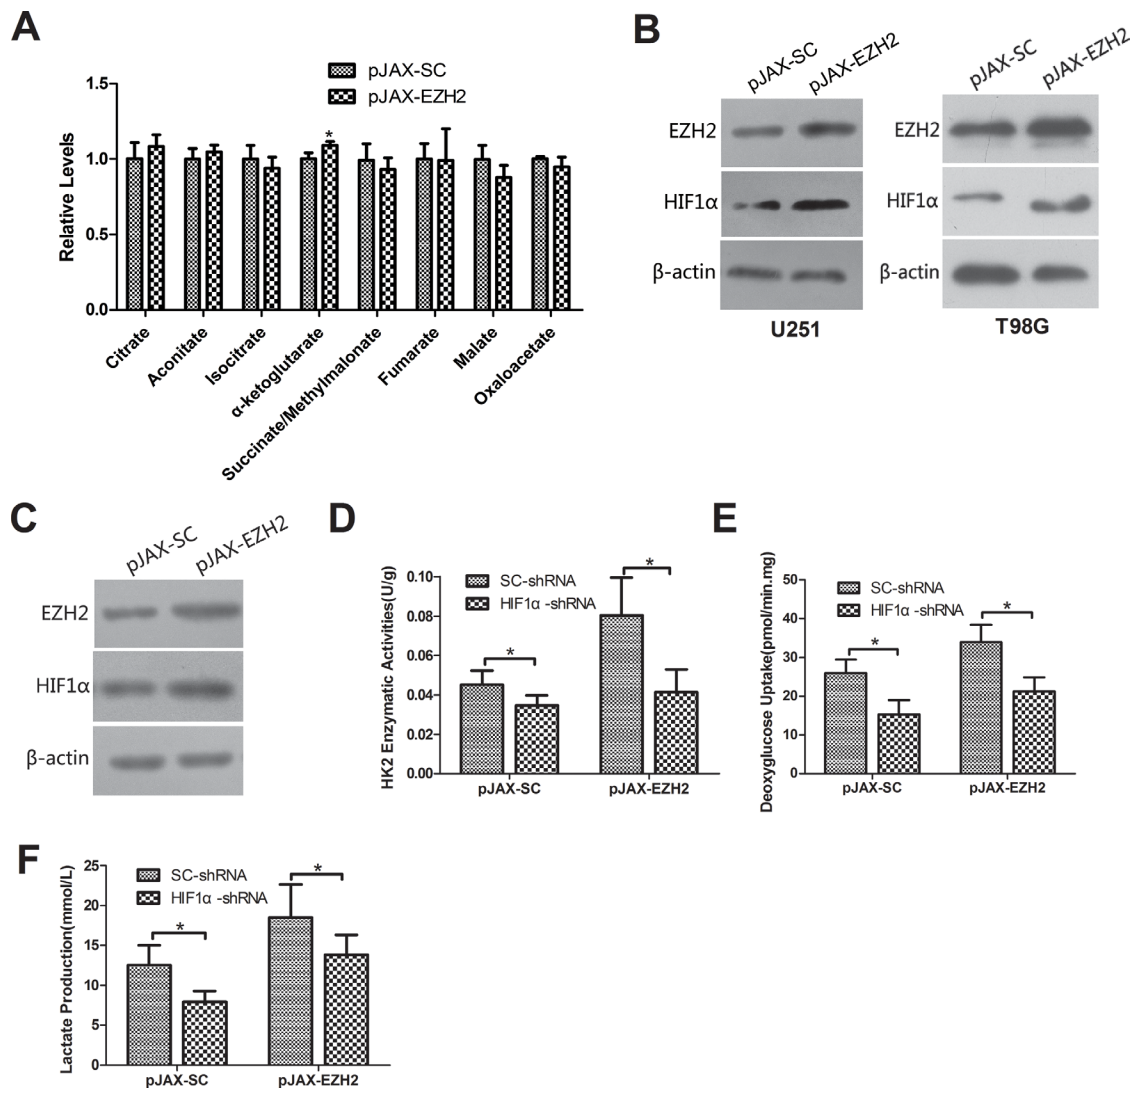 A
pJAX-SC
pJAX-EZH2
Relative Levels
1.5
1.0
0.5
0.0
*
Citrate
Aconitate
Isocitrate
α-ketoglutarate
Succinate/Methylmalonate
Fumarate
Malate
Oxaloacetate
B
pJAX-SC
pJAX-EZH2
EZH2
HIF1α
β-actin
U251
pJAX-SC
pJAX-EZH2
EZH2
HIF1α
β-actin
T98G
C
pJAX-SC
pJAX-EZH2
EZH2
HIF1α
β-actin
D
HK2 Enzymatic Activities(U/g)
SC-shRNA
HIF1α -shRNA
0.10
0.08
0.06
0.04
0.02
0.00
*
*
pJAX-SC
pJAX-EZH2
E
Deoxyglucose Uptake(pmol/min.mg)
SC-shRNA
HIF1α -shRNA
50
40
30
20
10
0
*
*
pJAX-SC
pJAX-EZH2
F
Lactate Production(mmol/L)
SC-shRNA
HIF1α -shRNA
25
20
15
10
5
0
*
*
pJAX-SC
pJAX-EZH2